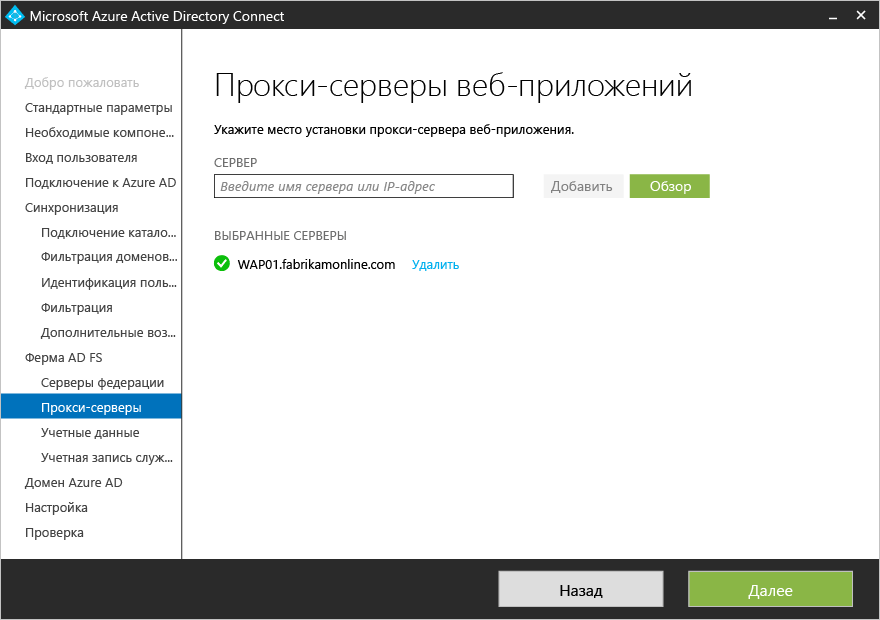 Microsoft Azure Active Directory Connect
Добро пожаловать
Стандартные параметры
Необходимые компоне...
Вход пользователя
Подключение к Azure AD
Синхронизация
Подключение катало...
Фильтрация доменов...
Идентификация поль...
Фильтрация
Дополнительные воз...
Ферма AD FS
Серверы федерации
Прокси-серверы
Учетные данные
Учетная запись служ...
Домен Azure AD
Настройка
Проверка
Прокси-серверы веб-приложений
Укажите место установки прокси-сервера веб-приложения.
СЕРВЕР
Введите имя сервера или IP-адрес
Добавить
Обзор
ВЫБРАННЫЕ СЕРВЕРЫ
WAP01.fabrikamonline.com Удалить
Назад
Далее